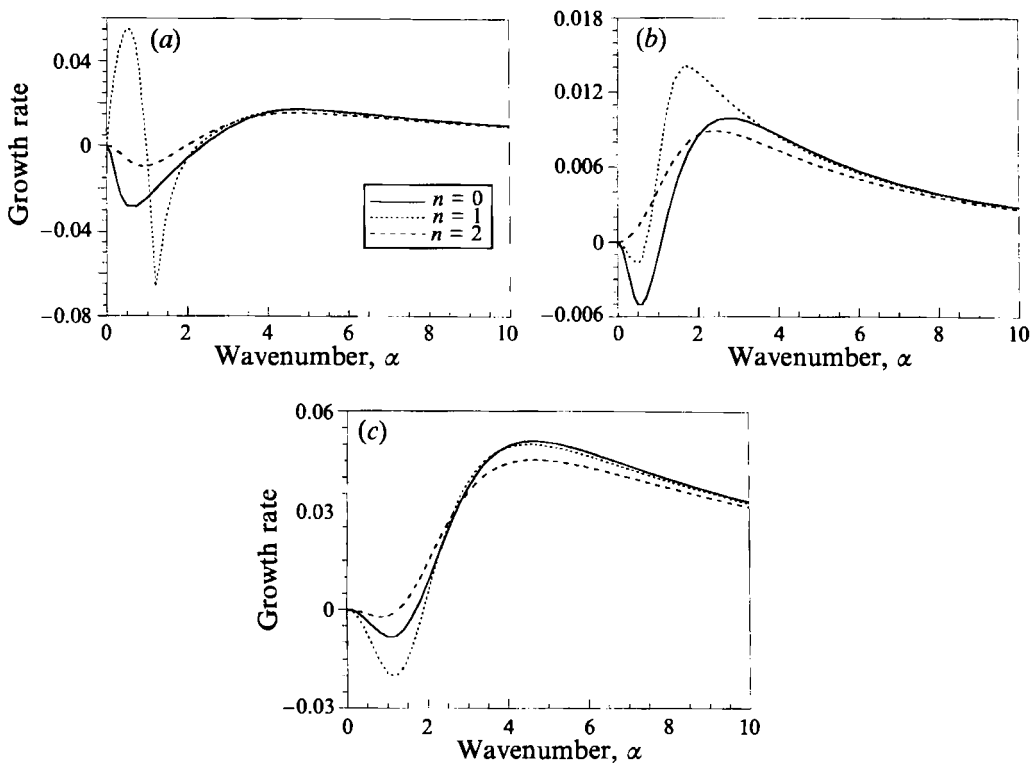 (a)
Growth rate
0.04
0
−0.04
−0.08
n = 0
n = 1
n = 2
0 2 4 6 8 10
Wavenumber, α
(b)
0.018
0.012
0.006
0
−0.006
0 2 4 6 8 10
Wavenumber, α
(c)
Growth rate
0.06
0.03
0
−0.03
0 2 4 6 8 10
Wavenumber, α